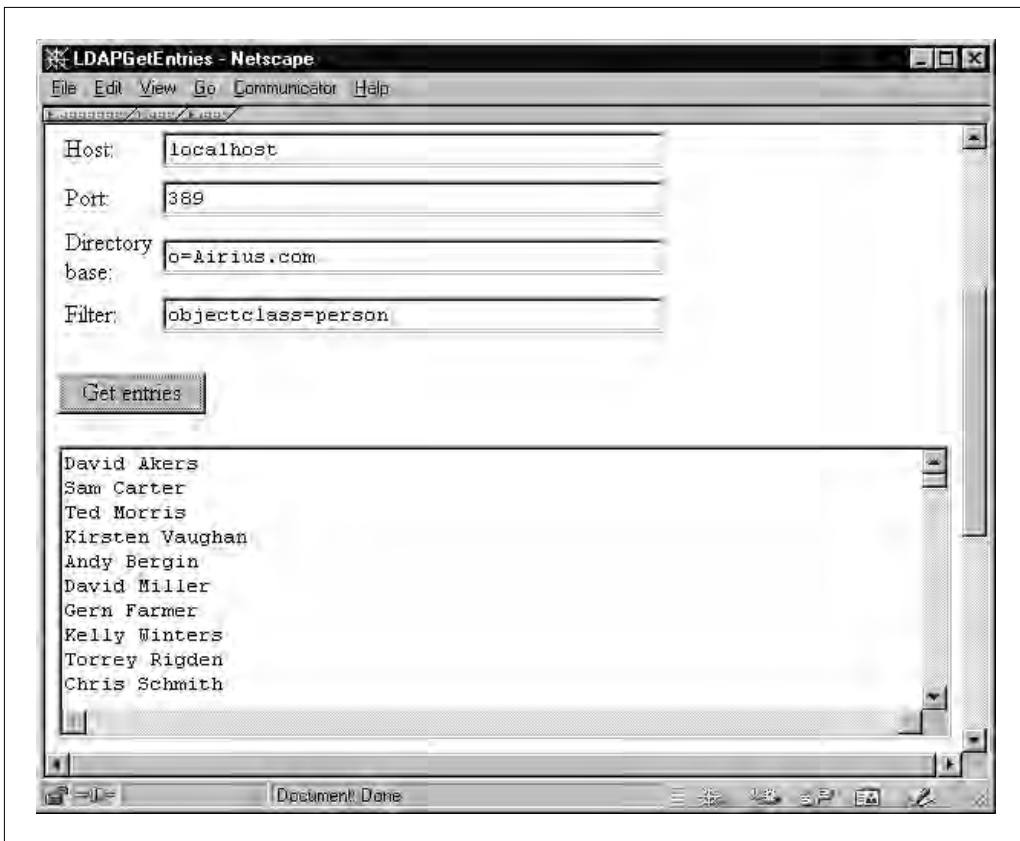 LDAPGetEntries - Netscape
File Edit View Go Communicator Help
Host: localhost
Port: 389
Directory base: o=Airius.com
Filter: objectclass=person
Get entries
David Akers
Sam Carter
Ted Morris
Kirsten Vaughan
Andy Bergin
David Miller
Gern Farmer
Kelly Winters
Torrey Rigden
Chris Schmith
Document: Done